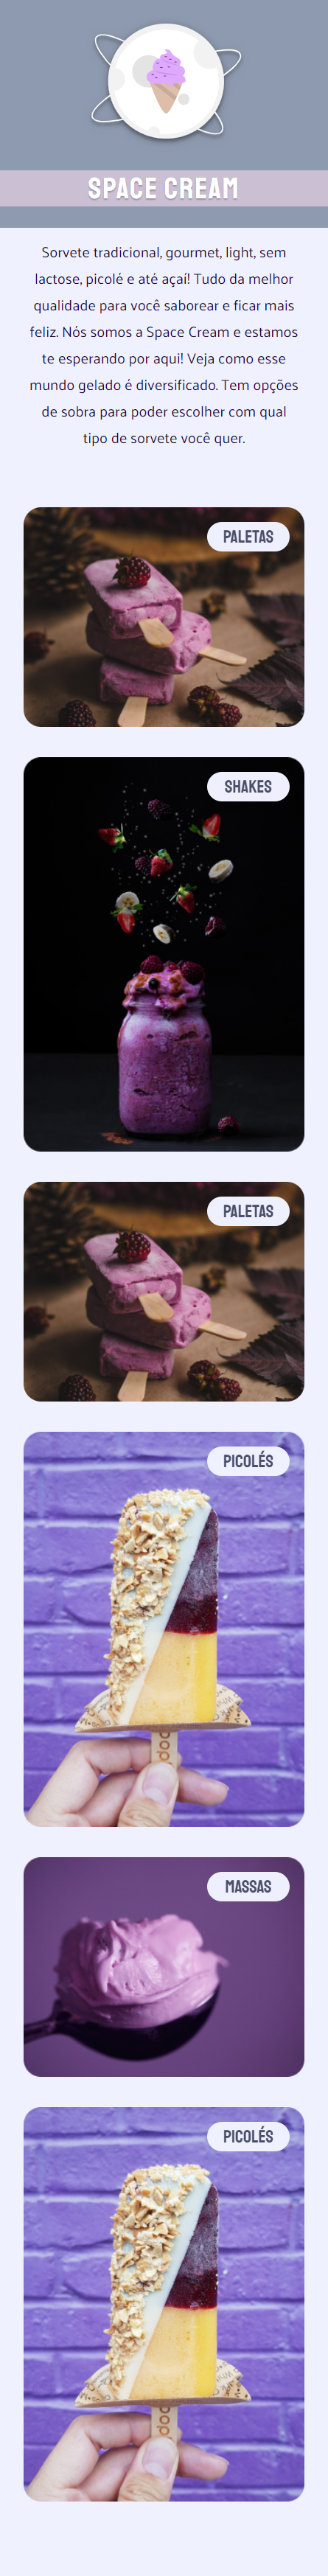 SPACE CREAM
Sorvete tradicional, gourmet, light, sem
lactose, picolé e até açaí! Tudo da melhor
qualidade para você saborear e ficar mais
feliz. Nós somos a Space Cream e estamos
te esperando por aqui! Veja como esse
mundo gelado é diversificado. Tem opções
de sobra para poder escolher com qual
tipo de sorvete você quer.
PALETAS
SHAKES
PALETAS
PICOLÉS
MASSAS
PICOLÉS